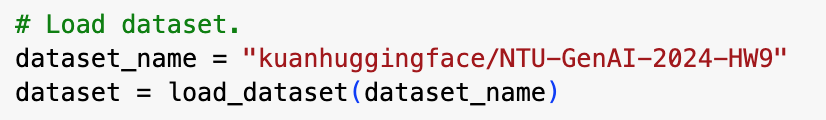 # Load dataset.
dataset_name = "kuanhuggingface/NTU-GenAI-2024-HW9"
dataset = load_dataset(dataset_name)